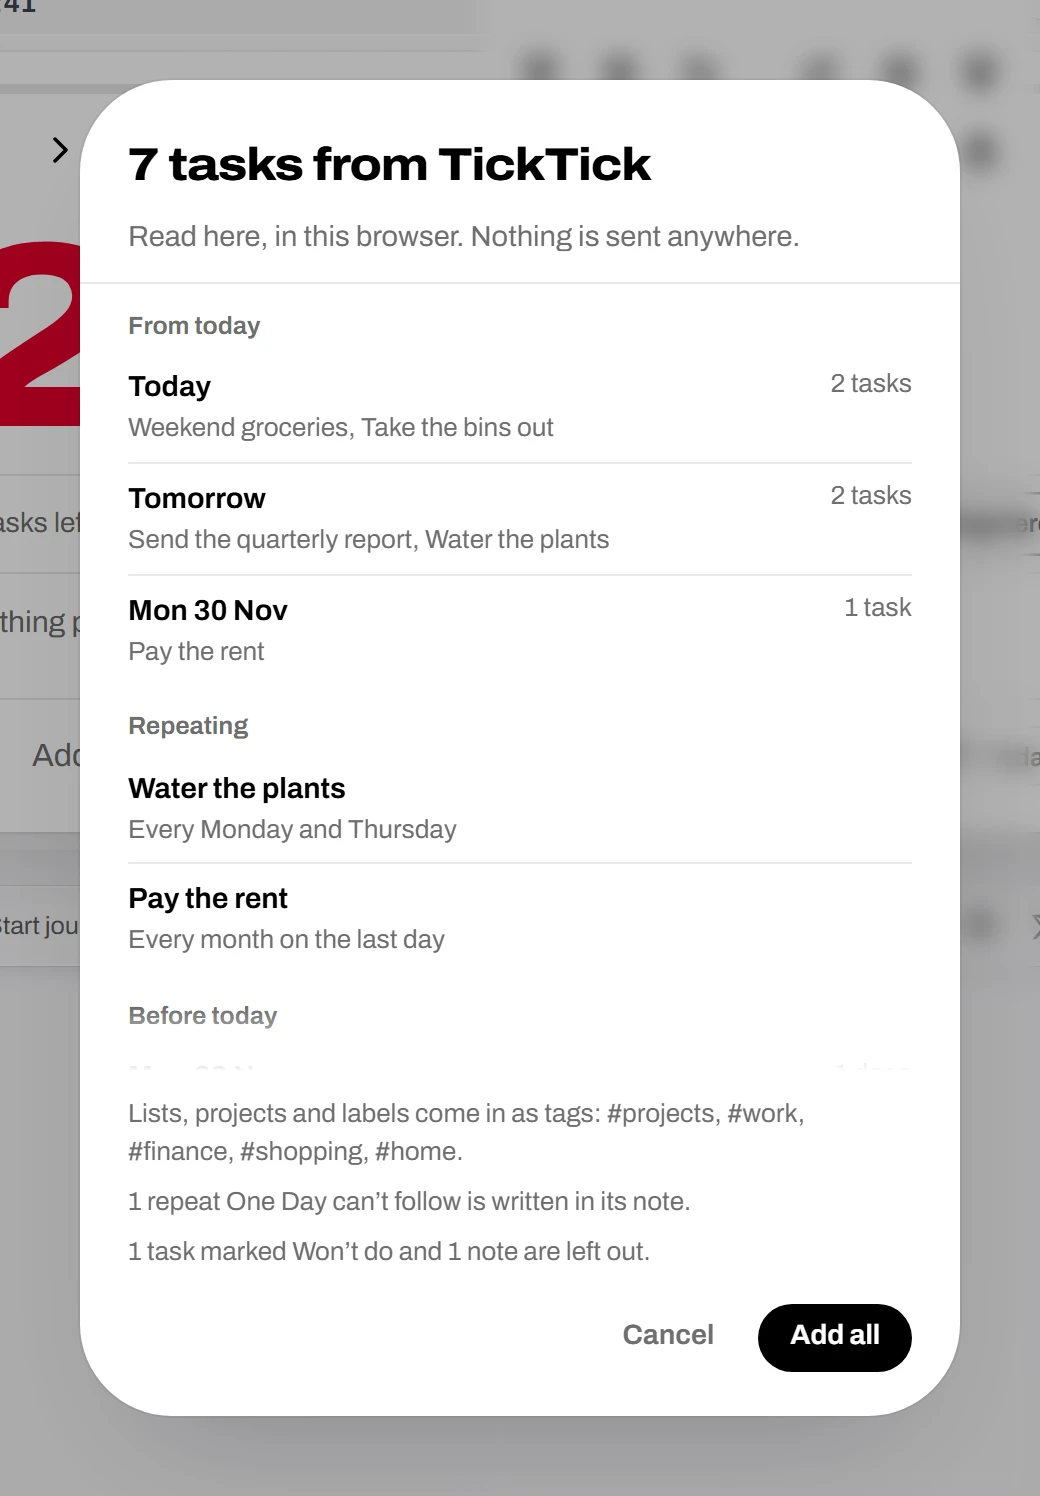 41
7 tasks from TickTick
Read here, in this browser. Nothing is sent anywhere.
From today
Today
2 tasks
Weekend groceries, Take the bins out
Tomorrow
2 tasks
Send the quarterly report, Water the plants
Mon 30 Nov
1 task
Pay the rent
Repeating
Water the plants
Every Monday and Thursday
Pay the rent
Every month on the last day
Before today
Lists, projects and labels come in as tags: #projects, #work,
#finance, #shopping, #home.
1 repeat One Day can’t follow is written in its note.
1 task marked Won’t do and 1 note are left out.
Cancel
Add all
2